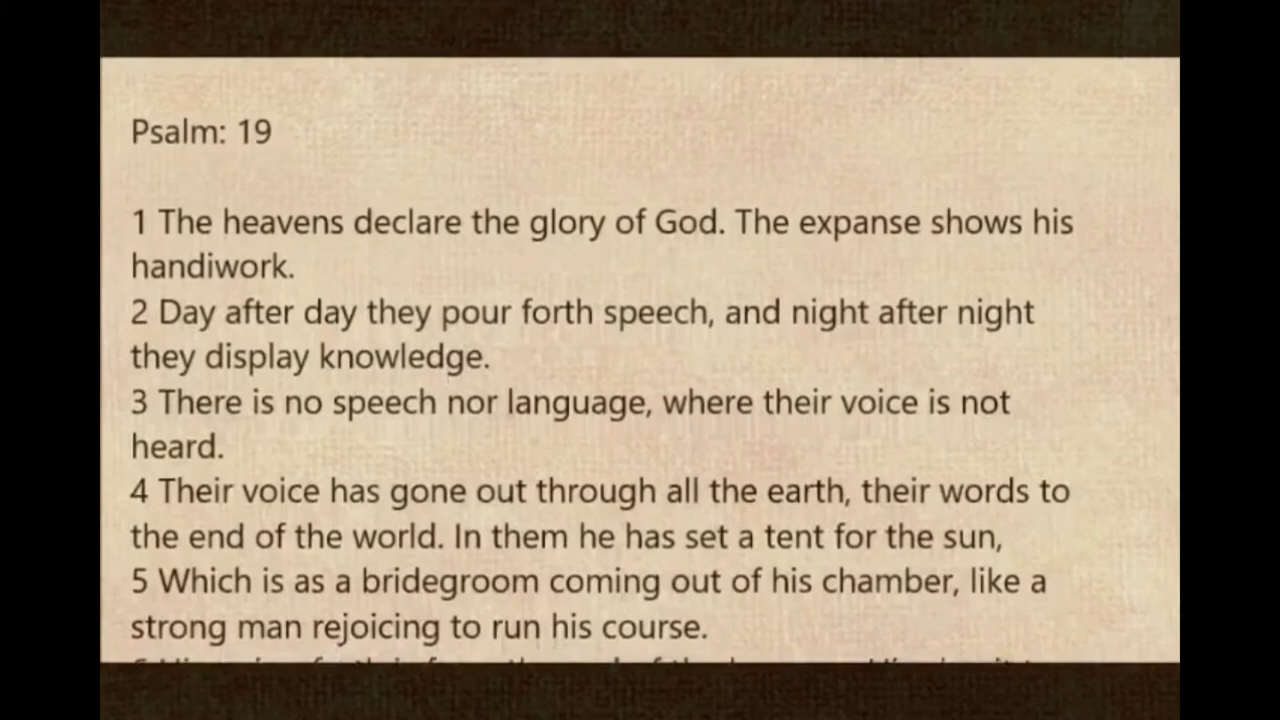 Psalm: 19
1 The heavens declare the glory of God. The expanse shows his
handiwork.
2 Day after day they pour forth speech, and night after night
they display knowledge.
3 There is no speech nor language, where their voice is not
heard.
4 Their voice has gone out through all the earth, their words to
the end of the world. In them he has set a tent for the sun,
5 Which is as a bridegroom coming out of his chamber, like a
strong man rejoicing to run his course.